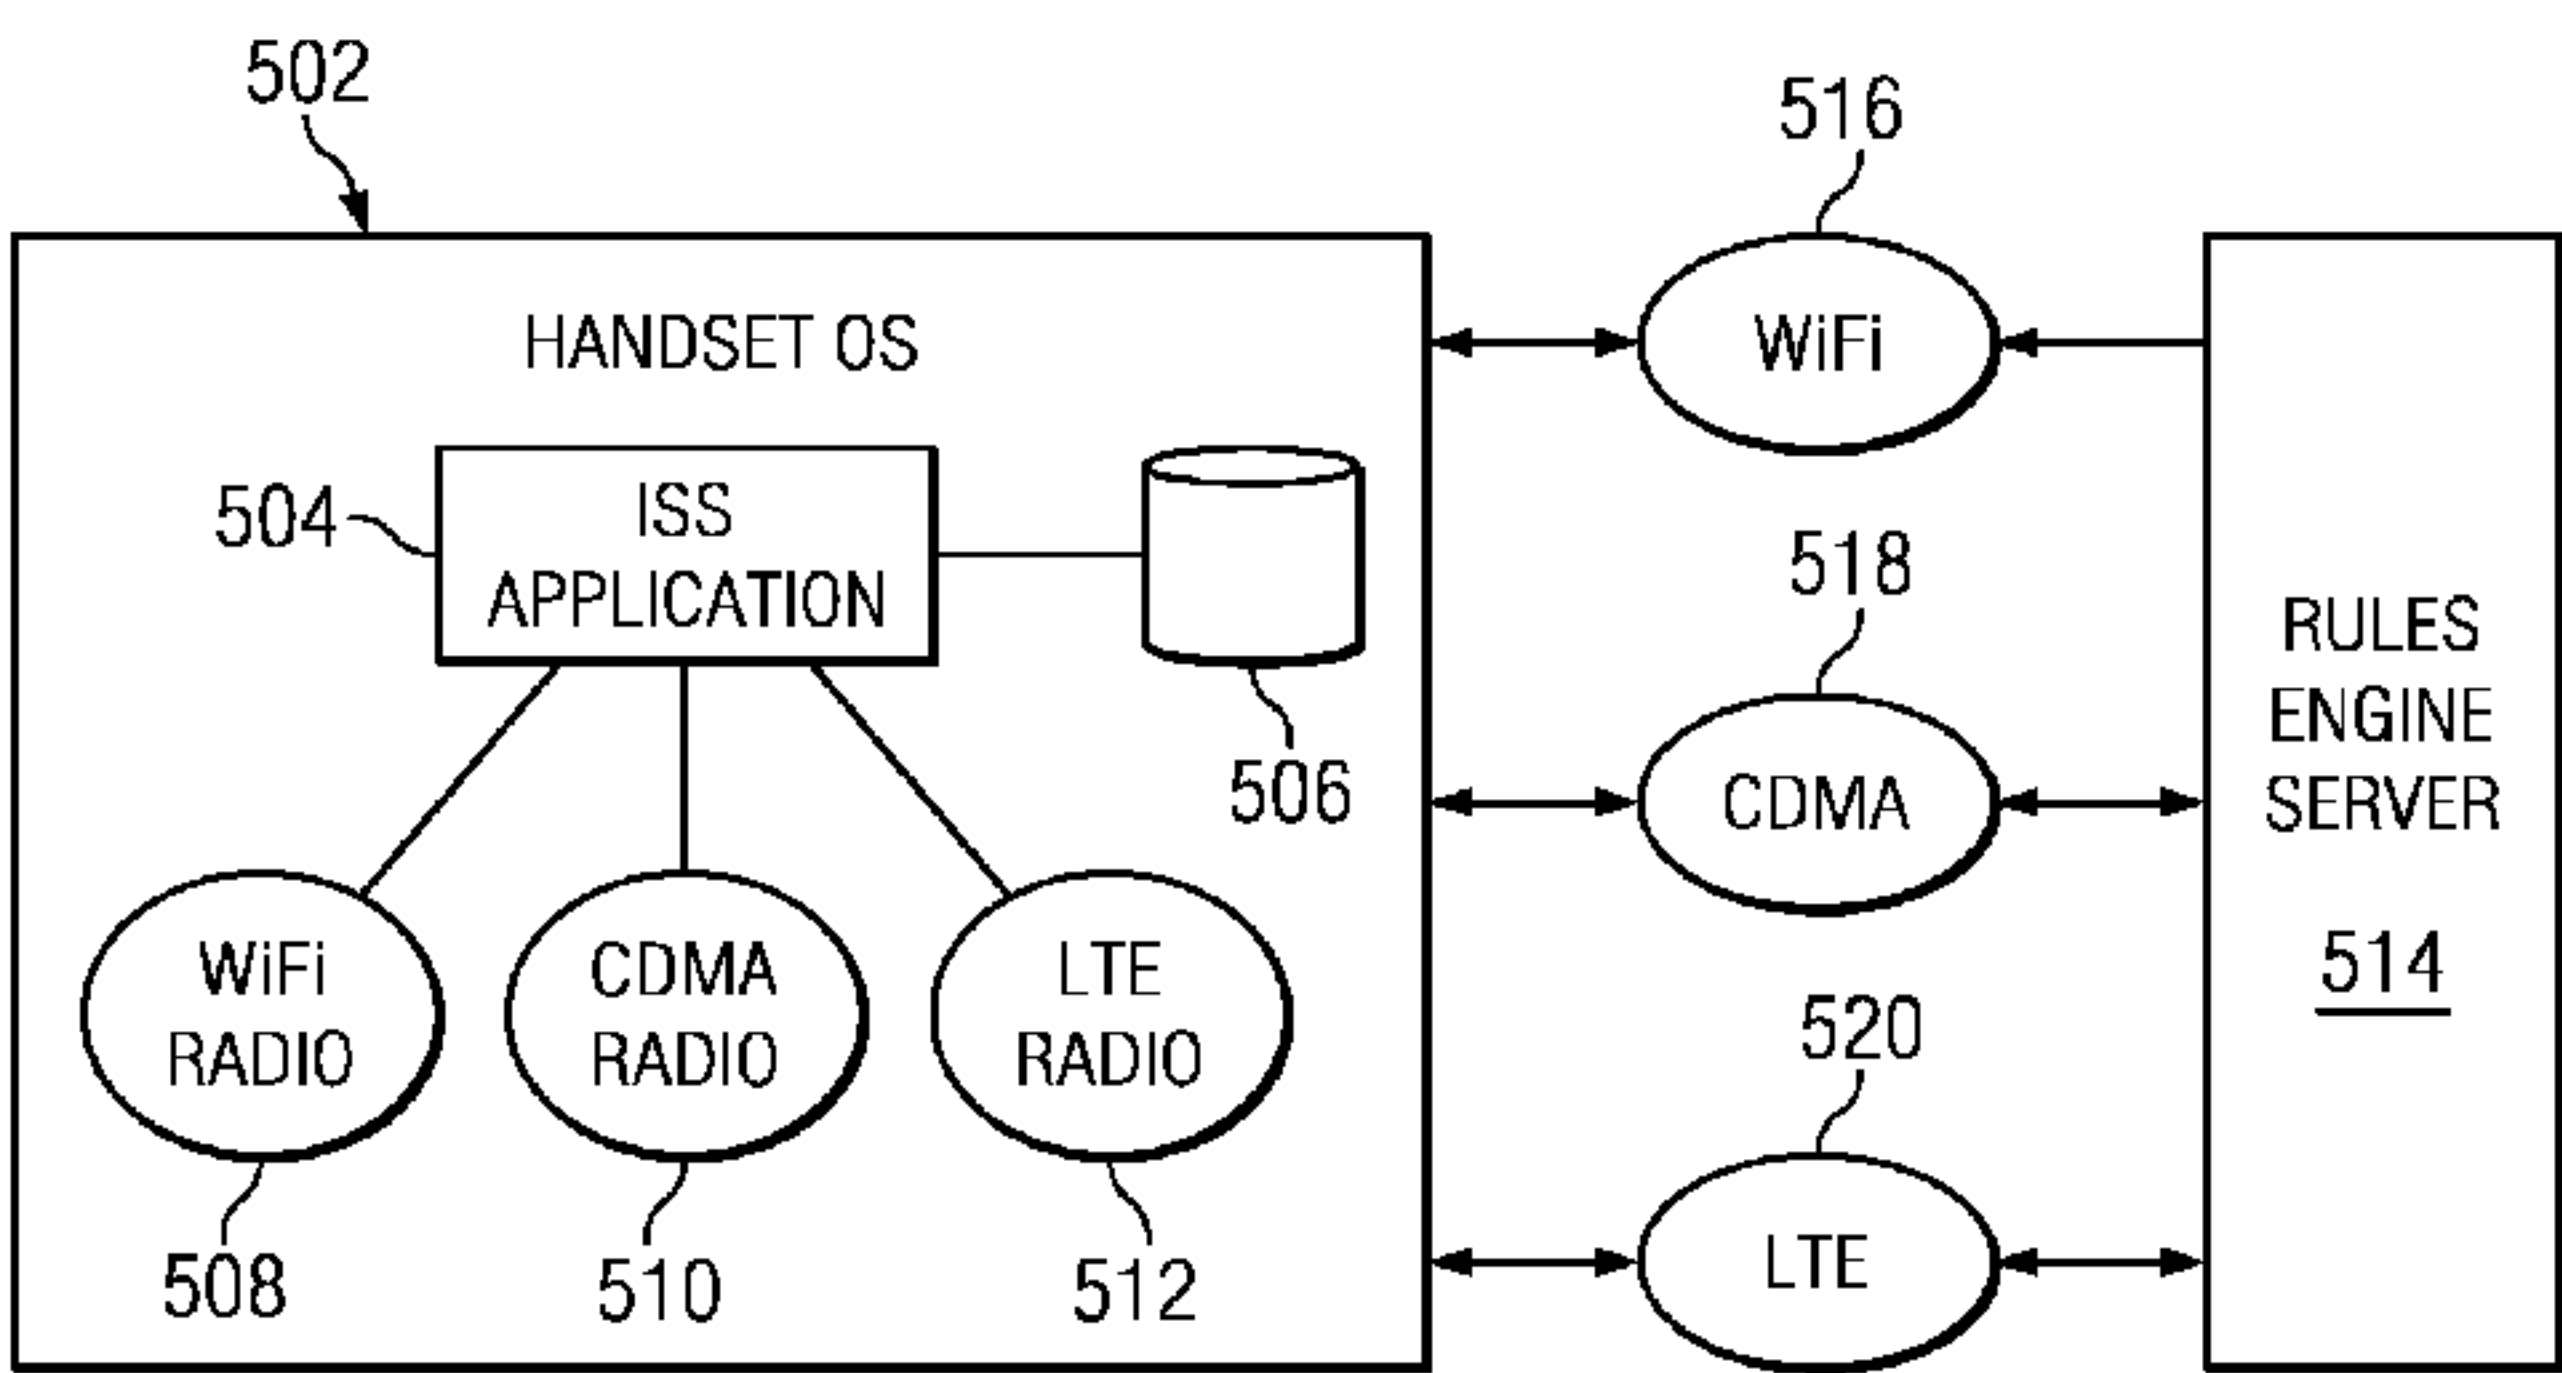 502
516
HANDSET OS
WiFi
504
ISS
APPLICATION
506
518
CDMA
RULES
ENGINE
SERVER
514
WiFi
RADIO
CDMA
RADIO
LTE
RADIO
508
510
512
520
LTE